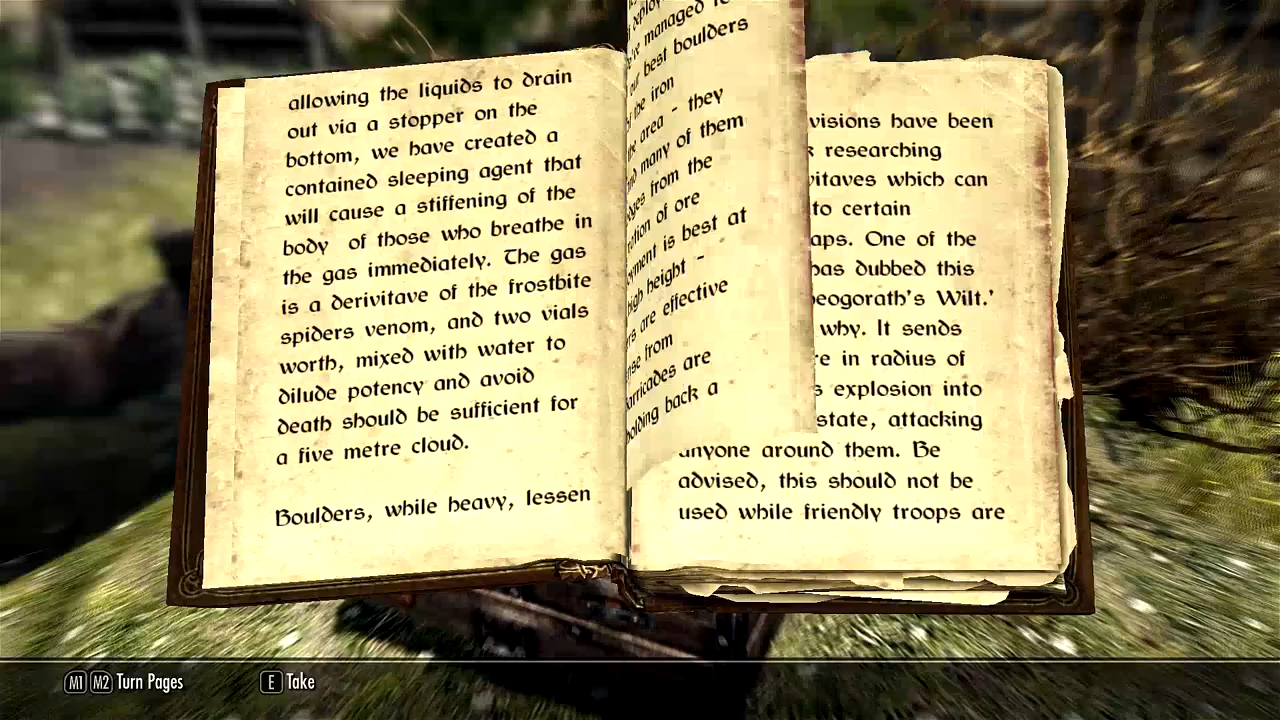 allowing the liquids to drain
out via a stopper on the
bottom, we have created a
contained sleeping agent that
will cause a stiffening of the
body of those who breathe in
the gas immediately. The gas
is a derivitave of the frostbite
spiders venom, and two vials
worth, mixed with water to
dilude potency and avoid
death should be sufficient for
a five metre cloud.
Boulders, while heavy, lessen
managed to
best boulders
the iron
area - they
many of them
from the
of ore
is best at
height -
are effective
from
are
back a
visions have been
researching
which can
to certain
One of the
has dubbed this
Wilt.'
why. It sends
in radius of
explosion into
state, attacking
anyone around them. Be
advised, this should not be
used while friendly troops are
M1 M2 Turn Pages
E Take